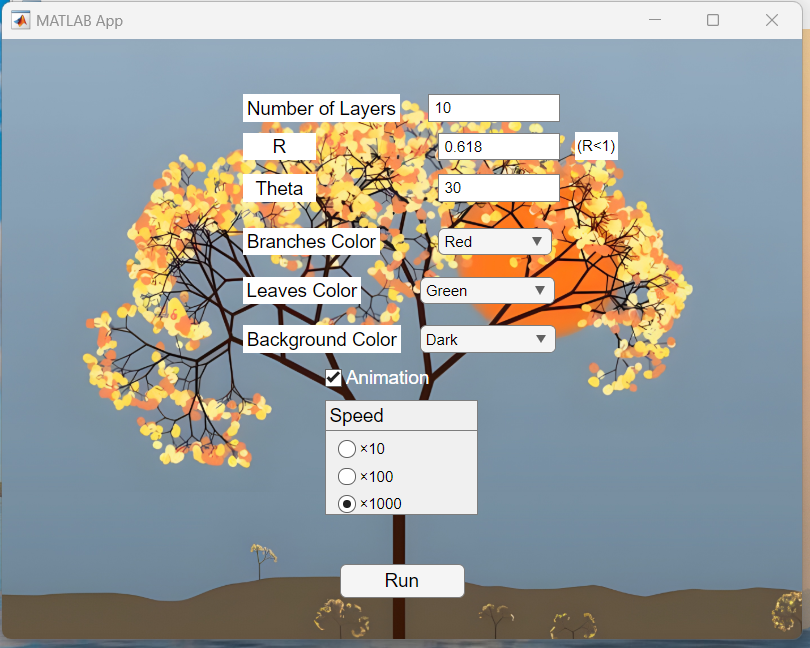 MATLAB App
Number of Layers 10
R 0.618 (R<1)
Theta 30
Branches Color Red
Leaves Color Green
Background Color Dark
Animation
Speed
×10
×100
×1000
Run